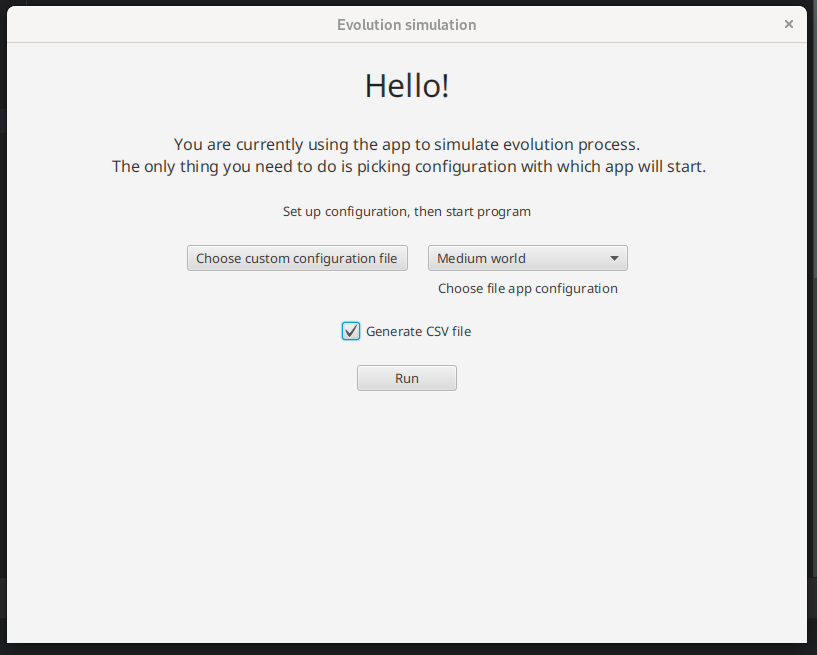 Evolution simulation
Hello!
You are currently using the app to simulate evolution process.
The only thing you need to do is picking configuration with which app will start.
Set up configuration, then start program
Choose custom configuration file
Medium world
Choose file app configuration
Generate CSV file
Run